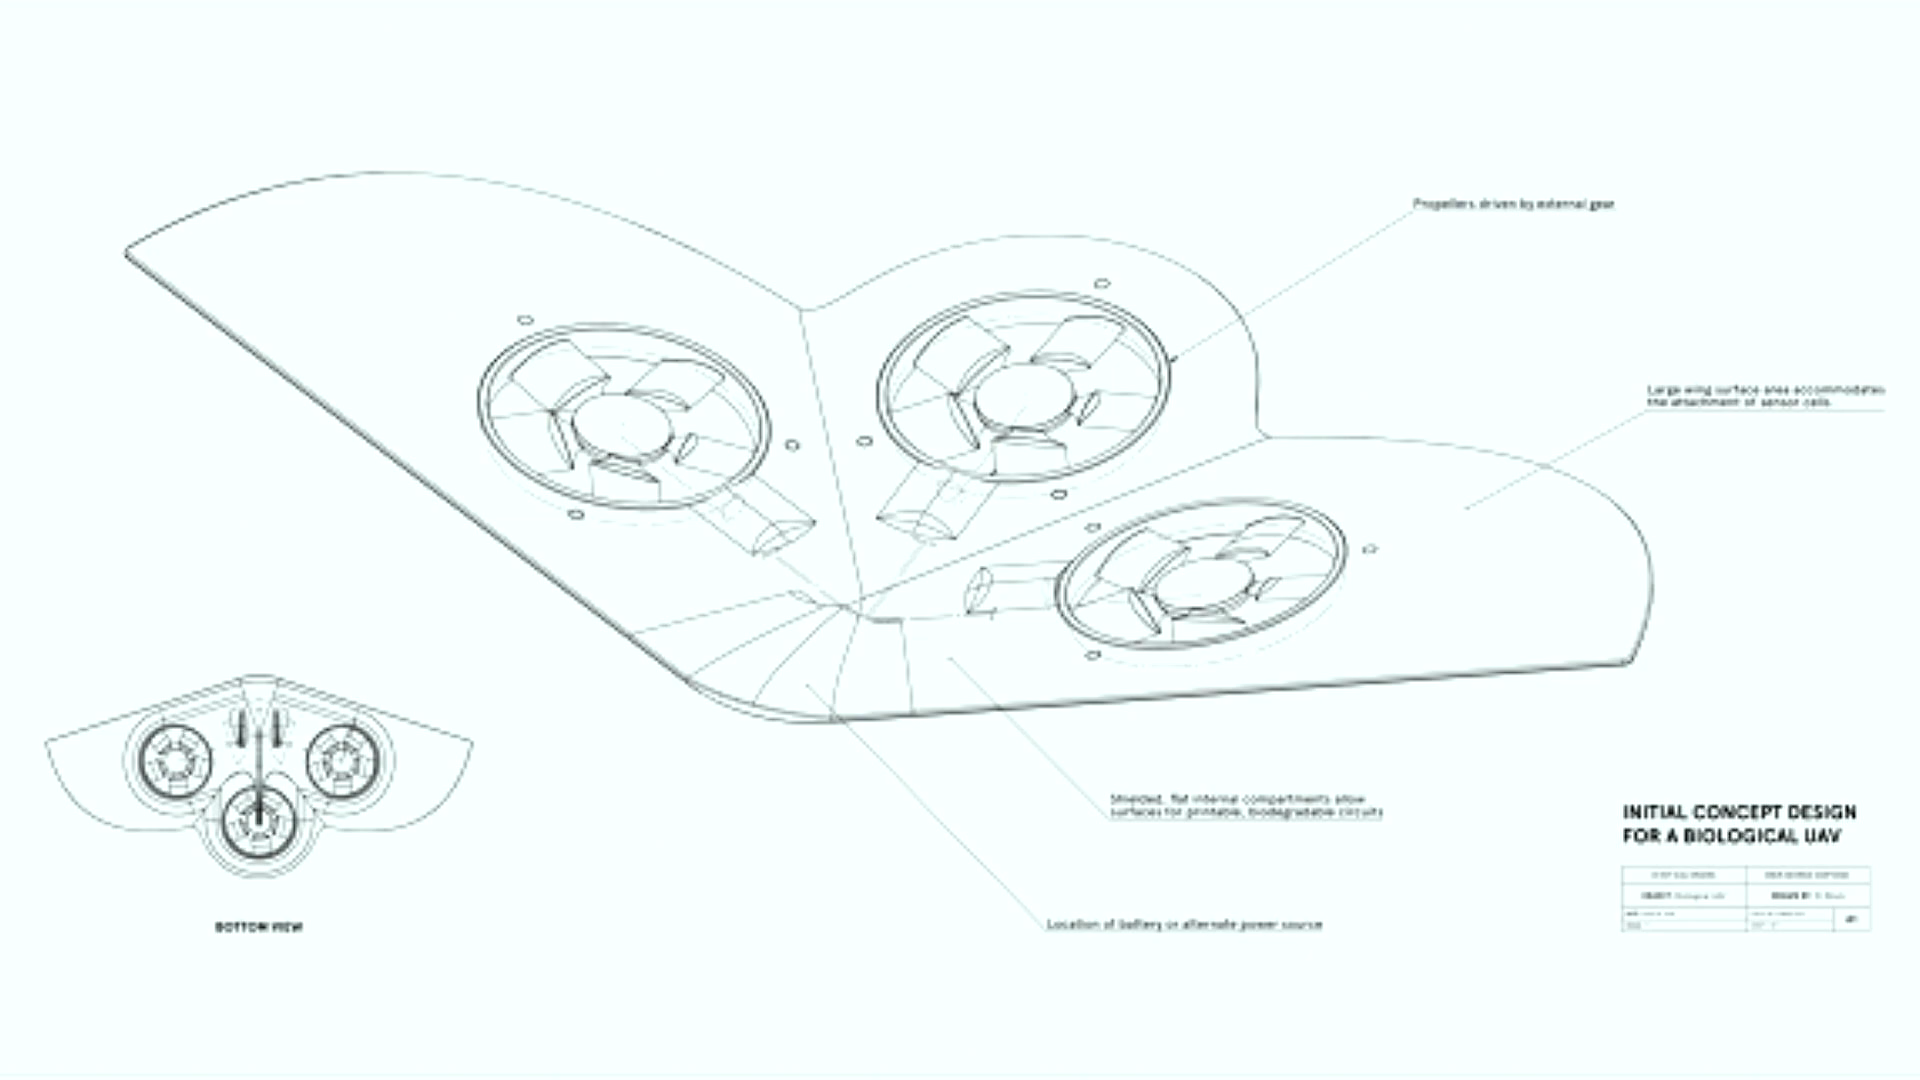 Propellers driven by external gear
Large wing surface area accommodates
the attachment of sensor cells
Shielded, flat internal compartments allow
surfaces for printable, biodegradable circuits
Location of battery or alternate power source
BOTTOM VIEW
INITIAL CONCEPT DESIGN
FOR A BIOLOGICAL UAV